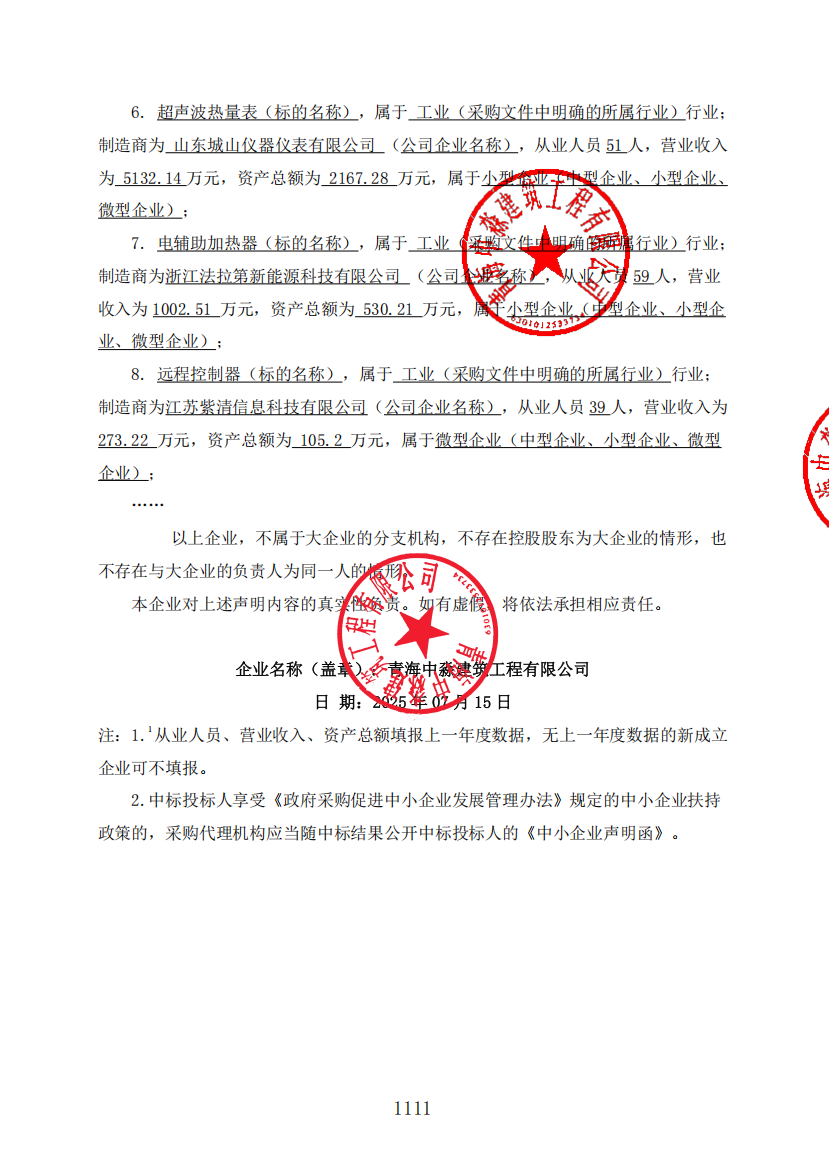 6. 超声波热量表（标的名称），属于 工业（采购文件中明确的所属行业）行业；
制造商为 山东城山仪器仪表有限公司 （公司企业名称），从业人员 51 人，营业收入
为 5132.14 万元，资产总额为 2167.28 万元，属于小型企业（中型企业、小型企业、
微型企业）；
7. 电辅助加热器（标的名称），属于 工业（采购文件中明确的所属行业）行业；
制造商为浙江法拉第新能源科技有限公司 （公司企业名称），从业人员 59 人，营业
收入为 1002.51 万元，资产总额为 530.21 万元，属于小型企业（中型企业、小型企
业、微型企业）；
8. 远程控制器（标的名称），属于 工业（采购文件中明确的所属行业）行业；
制造商为江苏紫清信息科技有限公司（公司企业名称），从业人员 39 人，营业收入为
273.22 万元，资产总额为 105.2 万元，属于微型企业（中型企业、小型企业、微型
企业）；
……
以上企业，不属于大企业的分支机构，不存在控股股东为大企业的情形，也
不存在与大企业的负责人为同一人的情形。
本企业对上述声明内容的真实性负责。如有虚假，将依法承担相应责任。
企业名称（盖章）：青海中淼建筑工程有限公司
日 期：2025 年 07 月 15 日
注：1.¹从业人员、营业收入、资产总额填报上一年度数据，无上一年度数据的新成立
企业可不填报。
2.中标投标人享受《政府采购促进中小企业发展管理办法》规定的中小企业扶持
政策的，采购代理机构应当随中标结果公开中标投标人的《中小企业声明函》。
青海中淼建筑工程有限公司
青海中淼建筑工程有限公司
1111